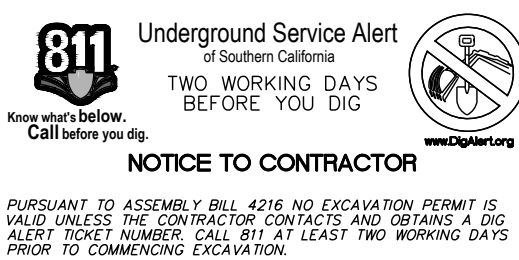 811
Underground Service Alert
of Southern California
TWO WORKING DAYS
BEFORE YOU DIG
Know what's below.
Call before you dig.
www.DigAlert.org
NOTICE TO CONTRACTOR
PURSUANT TO ASSEMBLY BILL 4216 NO EXCAVATION PERMIT IS
VALID UNLESS THE CONTRACTOR CONTACTS AND OBTAINS A DIG
ALERT TICKET NUMBER. CALL 811 AT LEAST TWO WORKING DAYS
PRIOR TO COMMENCING EXCAVATION.